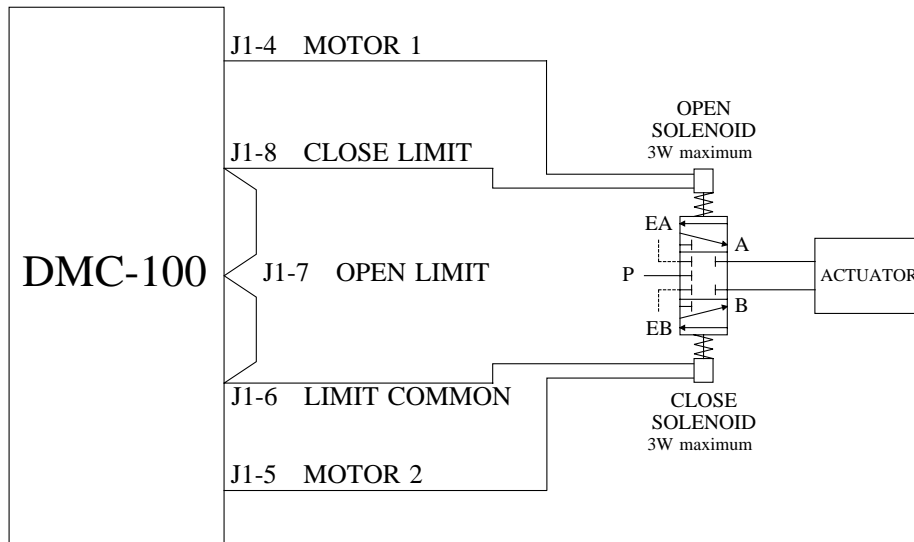 J1-4 MOTOR 1
OPEN
SOLENOID
3W maximum
J1-8 CLOSE LIMIT
EA
A
DMC-100
J1-7 OPEN LIMIT
P
ACTUATOR
B
EB
J1-6 LIMIT COMMON
CLOSE
SOLENOID
3W maximum
J1-5 MOTOR 2